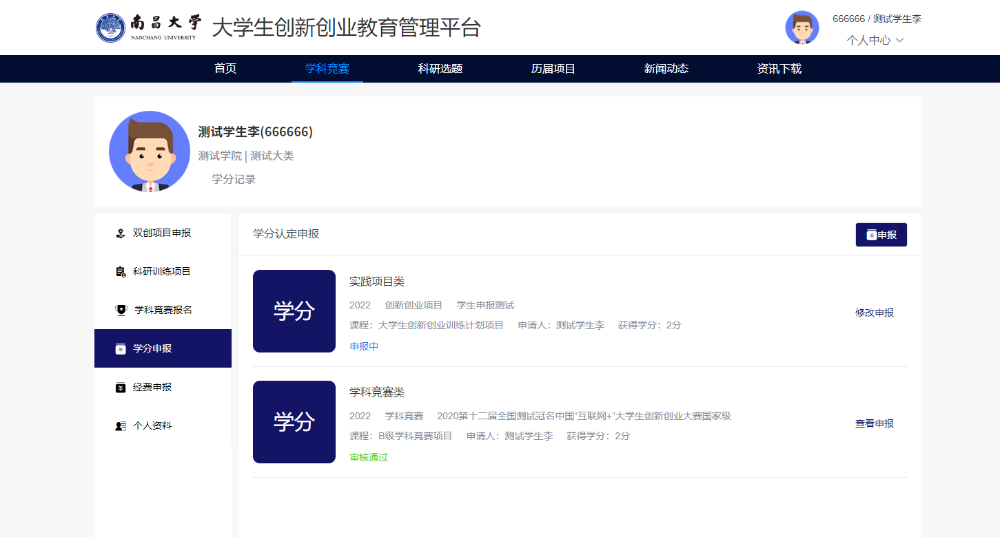 南昌大学
NANCHANG UNIVERSITY
大学生创新创业教育管理平台
666666 / 测试学生李
个人中心
首页 学科竞赛 科研选题 历届项目 新闻动态 资讯下载
测试学生李(666666)
测试学院 | 测试大类
学分记录
双创项目申报
科研训练项目
学科竞赛报名
学分申报
经费申报
个人资料
学分认定申报
¥申报
学分
实践项目类
2022 创新创业项目 学生申报测试
课程：大学生创新创业训练计划项目 申请人：测试学生李 获得学分：2分
申报中
修改申报
学分
学科竞赛类
2022 学科竞赛 2020第十二届全国测试冠名中国“互联网+”大学生创新创业大赛国家级
课程：B级学科竞赛项目 申请人：测试学生李 获得学分：2分
审核通过
查看申报